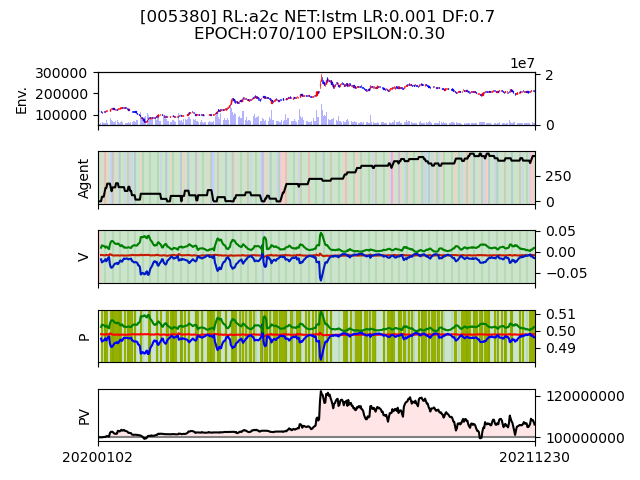 [005380] RL:a2c NET:lstm LR:0.001 DF:0.7
EPOCH:070/100 EPSILON:0.30
1e7
300000
200000
100000
Env.
2
0
Agent
250
0
V
0.05
0.00
−0.05
P
0.51
0.50
0.49
PV
120000000
100000000
20200102
20211230